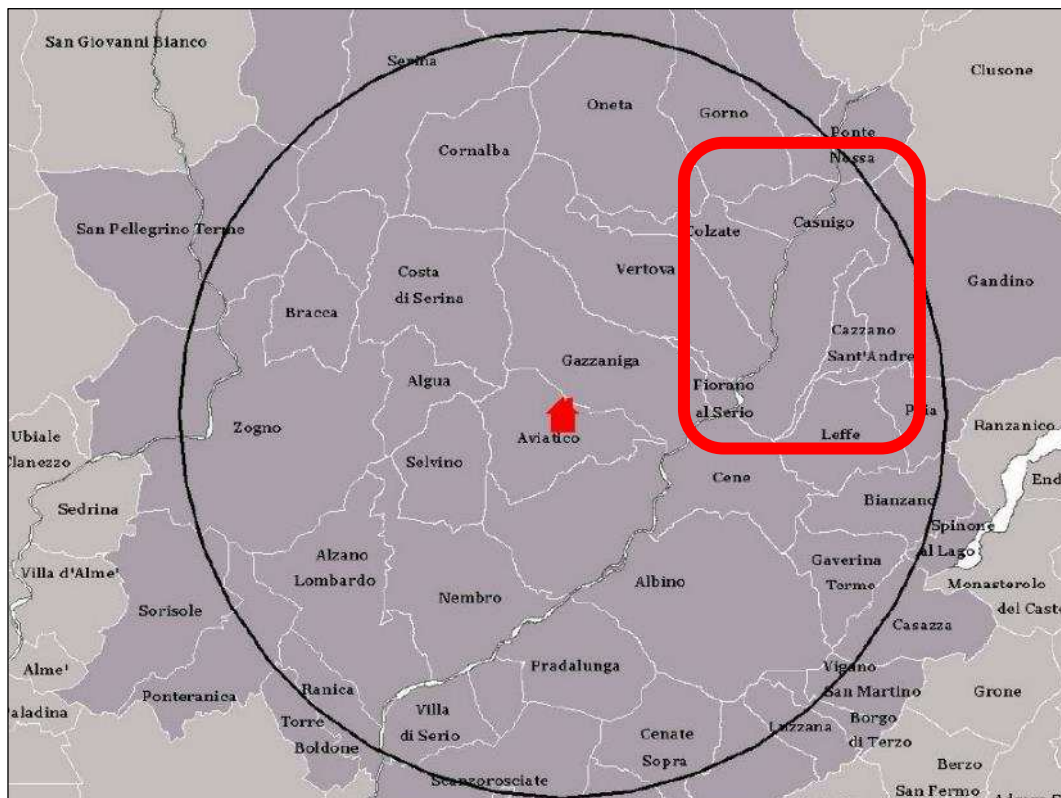 San Giovanni Bianco
Serina
Clusone
Oneta
Gorno
Ponte
Nossa
Cornalba
San Pellegrino Terme
Colzate
Casnigo
Costa
di Serina
Vertova
Gandino
Bracca
Cazzano
Sant'Andre
Gazzaniga
Algua
Fiorano
al Serio
Zogno
Aviatico
Leffe
Peia
Ranzanico
Ubiale
Clanezzo
Selvino
Cene
End
Sedrina
Bianzano
Spinone
al Lago
Alzano
Lombardo
Gaverina
Terme
Villa d'Alme'
Nembro
Albino
Monasterolo
del Caste
Sorisole
Casazza
Alme'
Pradalunga
Vigano
San Martino
Ponteranica
Ranica
Grone
Paladina
Torre
Boldone
Villa
di Serio
Luzzana
Borgo
di Terzo
Cenate
Sopra
Berzo
San Fermo
Scanzorosciate